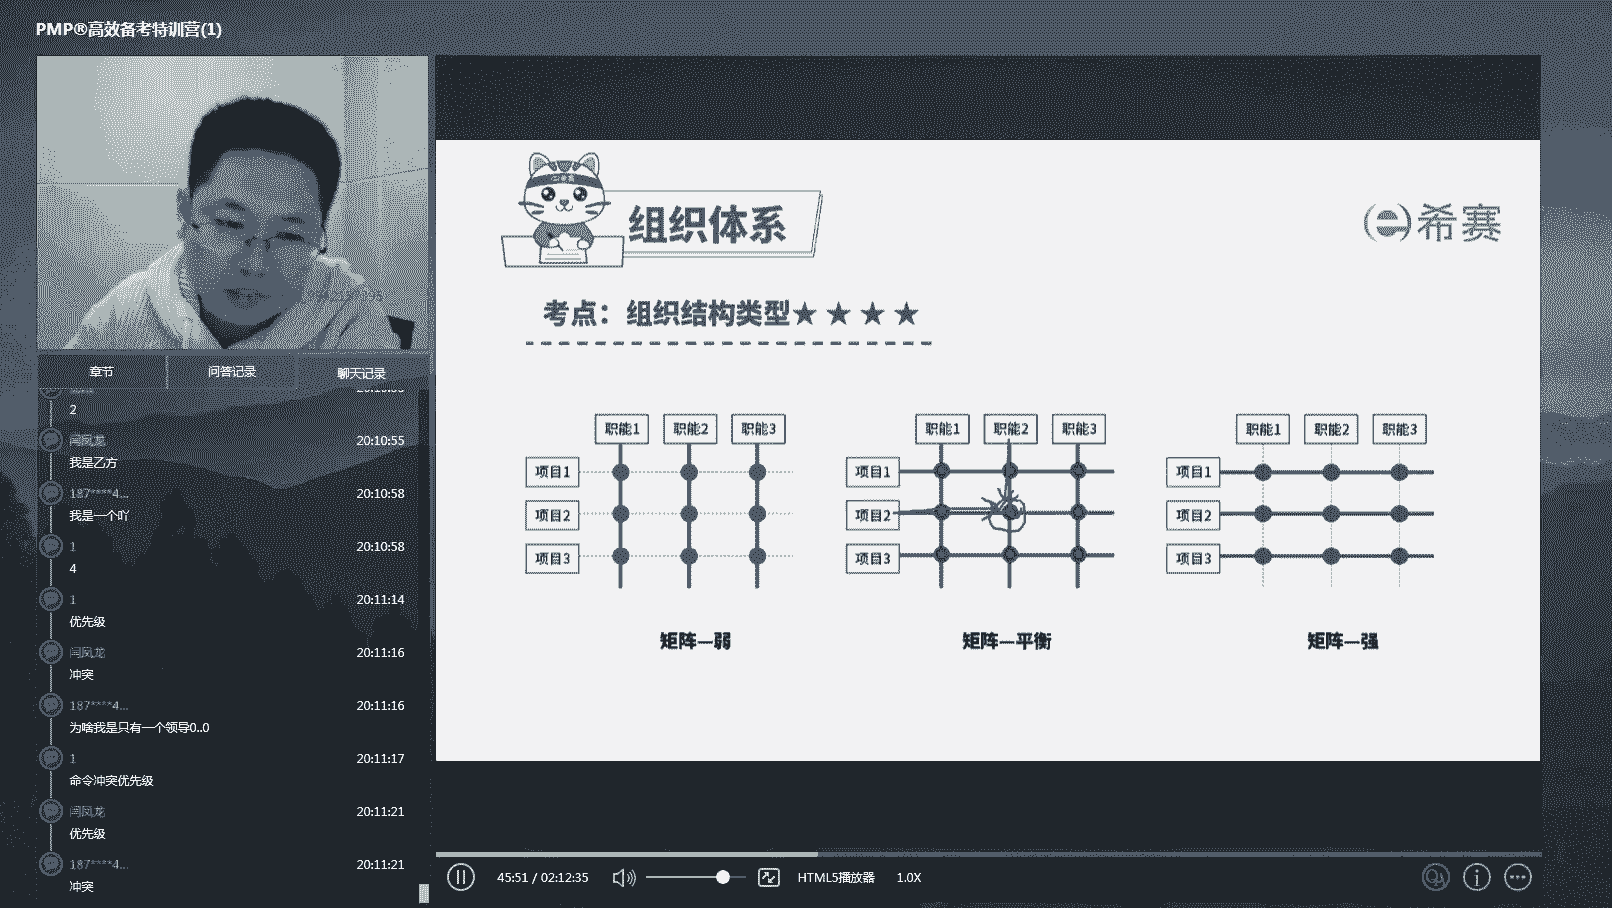 PMP®高效备考特训营(1)
组织体系
希赛
考点：组织结构类型★★★★
职能1 职能2 职能3
项目1
项目2
项目3
矩阵—弱
职能1 职能2 职能3
项目1
项目2
项目3
矩阵—平衡
职能1 职能2 职能3
项目1
项目2
项目3
矩阵—强
章节 问答记录 聊天记录
2
闫凤龙 20:10:55
我是乙方
187****4... 20:10:58
我是一个吖
1 20:10:58
4
1 20:11:14
优先级
闫凤龙 20:11:16
冲突
187****4... 20:11:16
为啥我是只有一个领导0..0
1 20:11:17
命令冲突优先级
闫凤龙 20:11:21
优先级
187****4... 20:11:21
冲突
45:51 / 02:12:35 HTML5播放器 1.0X